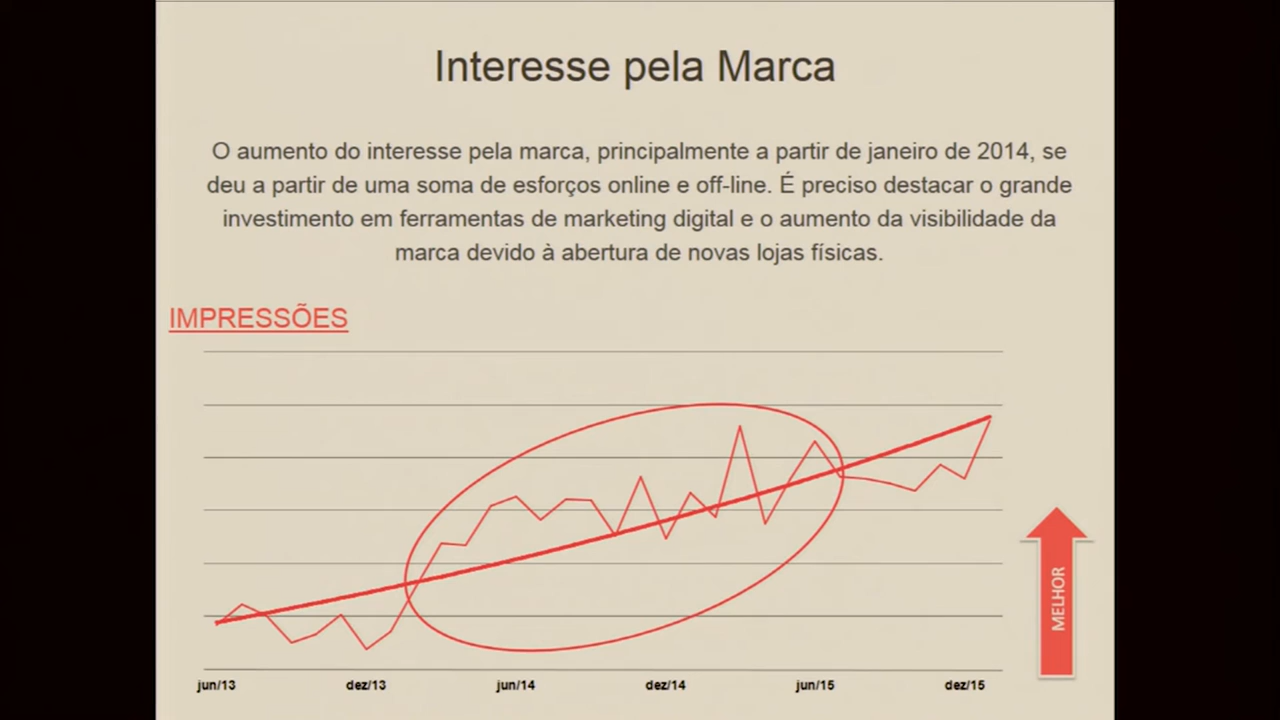 Interesse pela Marca
O aumento do interesse pela marca, principalmente a partir de janeiro de 2014, se
deu a partir de uma soma de esforços online e off-line. É preciso destacar o grande
investimento em ferramentas de marketing digital e o aumento da visibilidade da
marca devido à abertura de novas lojas físicas.
IMPRESSÕES
MELHOR
jun/13 dez/13 jun/14 dez/14 jun/15 dez/15